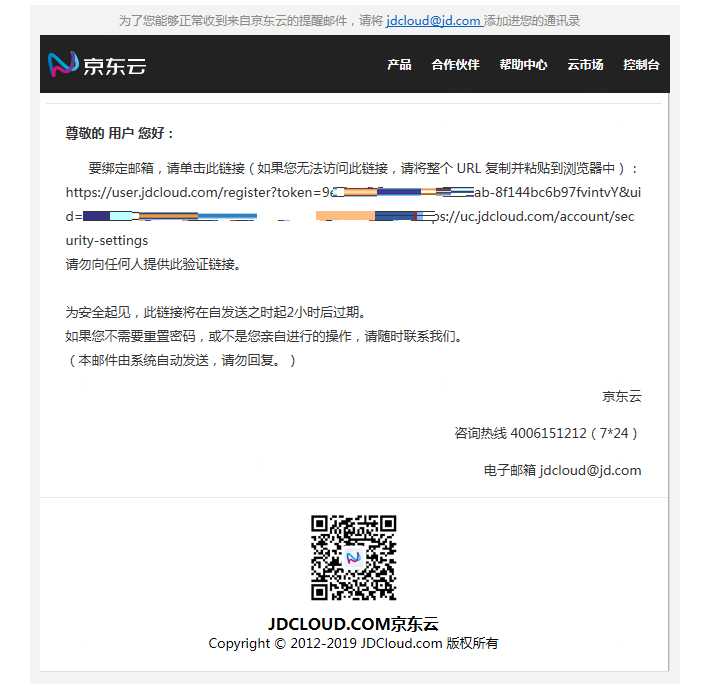 为了您能够正常收到来自京东云的提醒邮件，请将 jdcloud@jd.com 添加进您的通讯录
京东云
产品 合作伙伴 帮助中心 云市场 控制台
尊敬的 用户 您好：
要绑定邮箱，请单击此链接（如果您无法访问此链接，请将整个 URL 复制并粘贴到浏览器中）：
https://user.jdcloud.com/register?token=9 ab-8f144bc6b97fvintvY&ui
d= ps://uc.jdcloud.com/account/sec
urity-settings
请勿向任何人提供此验证链接。
为安全起见，此链接将在自发送之时起2小时后过期。
如果您不需要重置密码，或不是您亲自进行的操作，请随时联系我们。
（本邮件由系统自动发送，请勿回复。）
京东云
咨询热线 4006151212（7*24）
电子邮箱 jdcloud@jd.com
JDCLOUD.COM京东云
Copyright © 2012-2019 JDCloud.com 版权所有